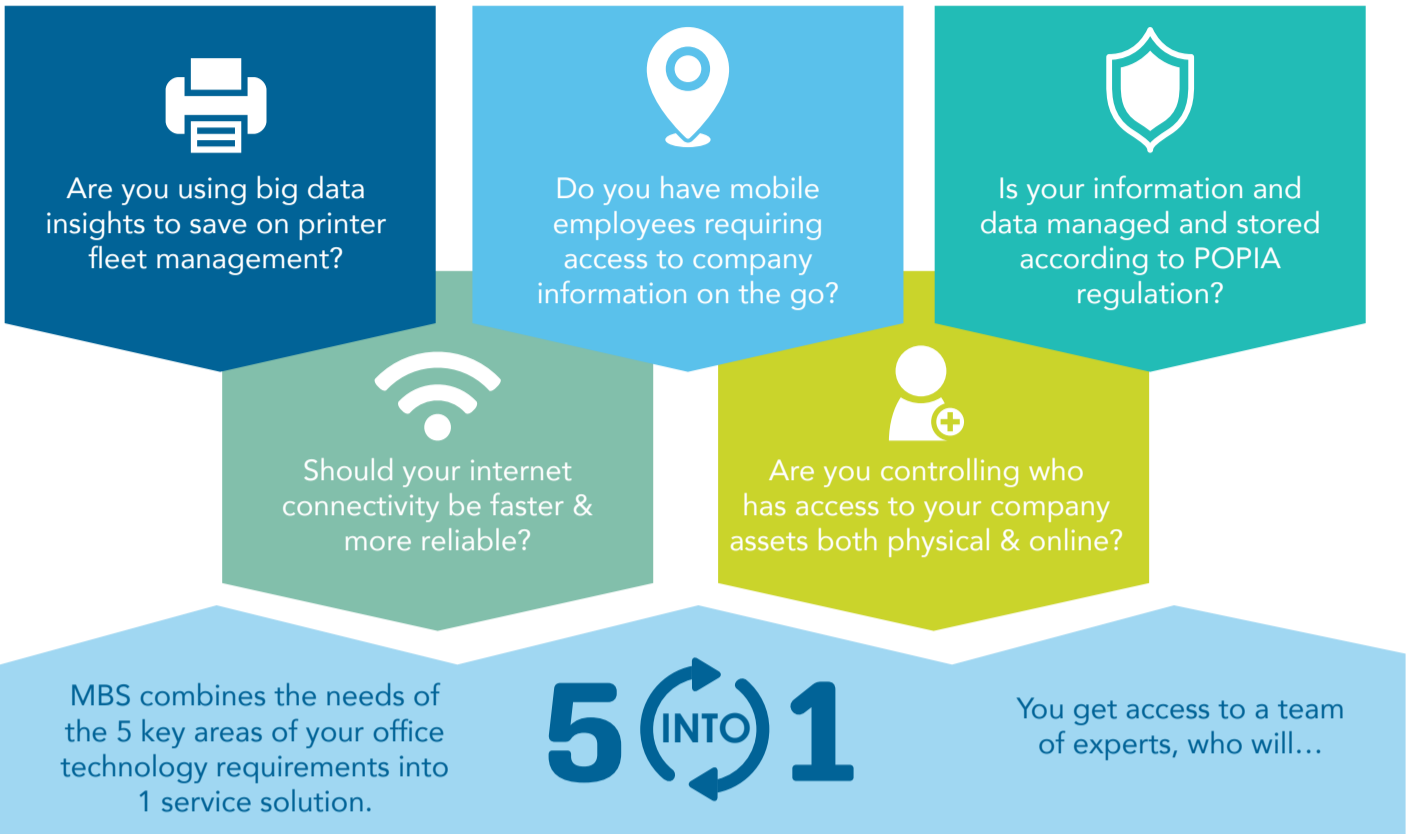 Are you using big data
insights to save on printer
fleet management?
Do you have mobile
employees requiring
access to company
information on the go?
Is your information and
data managed and stored
according to POPIA
regulation?
Should your internet
connectivity be faster &
more reliable?
Are you controlling who
has access to your company
assets both physical & online?
MBS combines the needs of
the 5 key areas of your office
technology requirements into
1 service solution.
5 INTO 1
You get access to a team
of experts, who will…